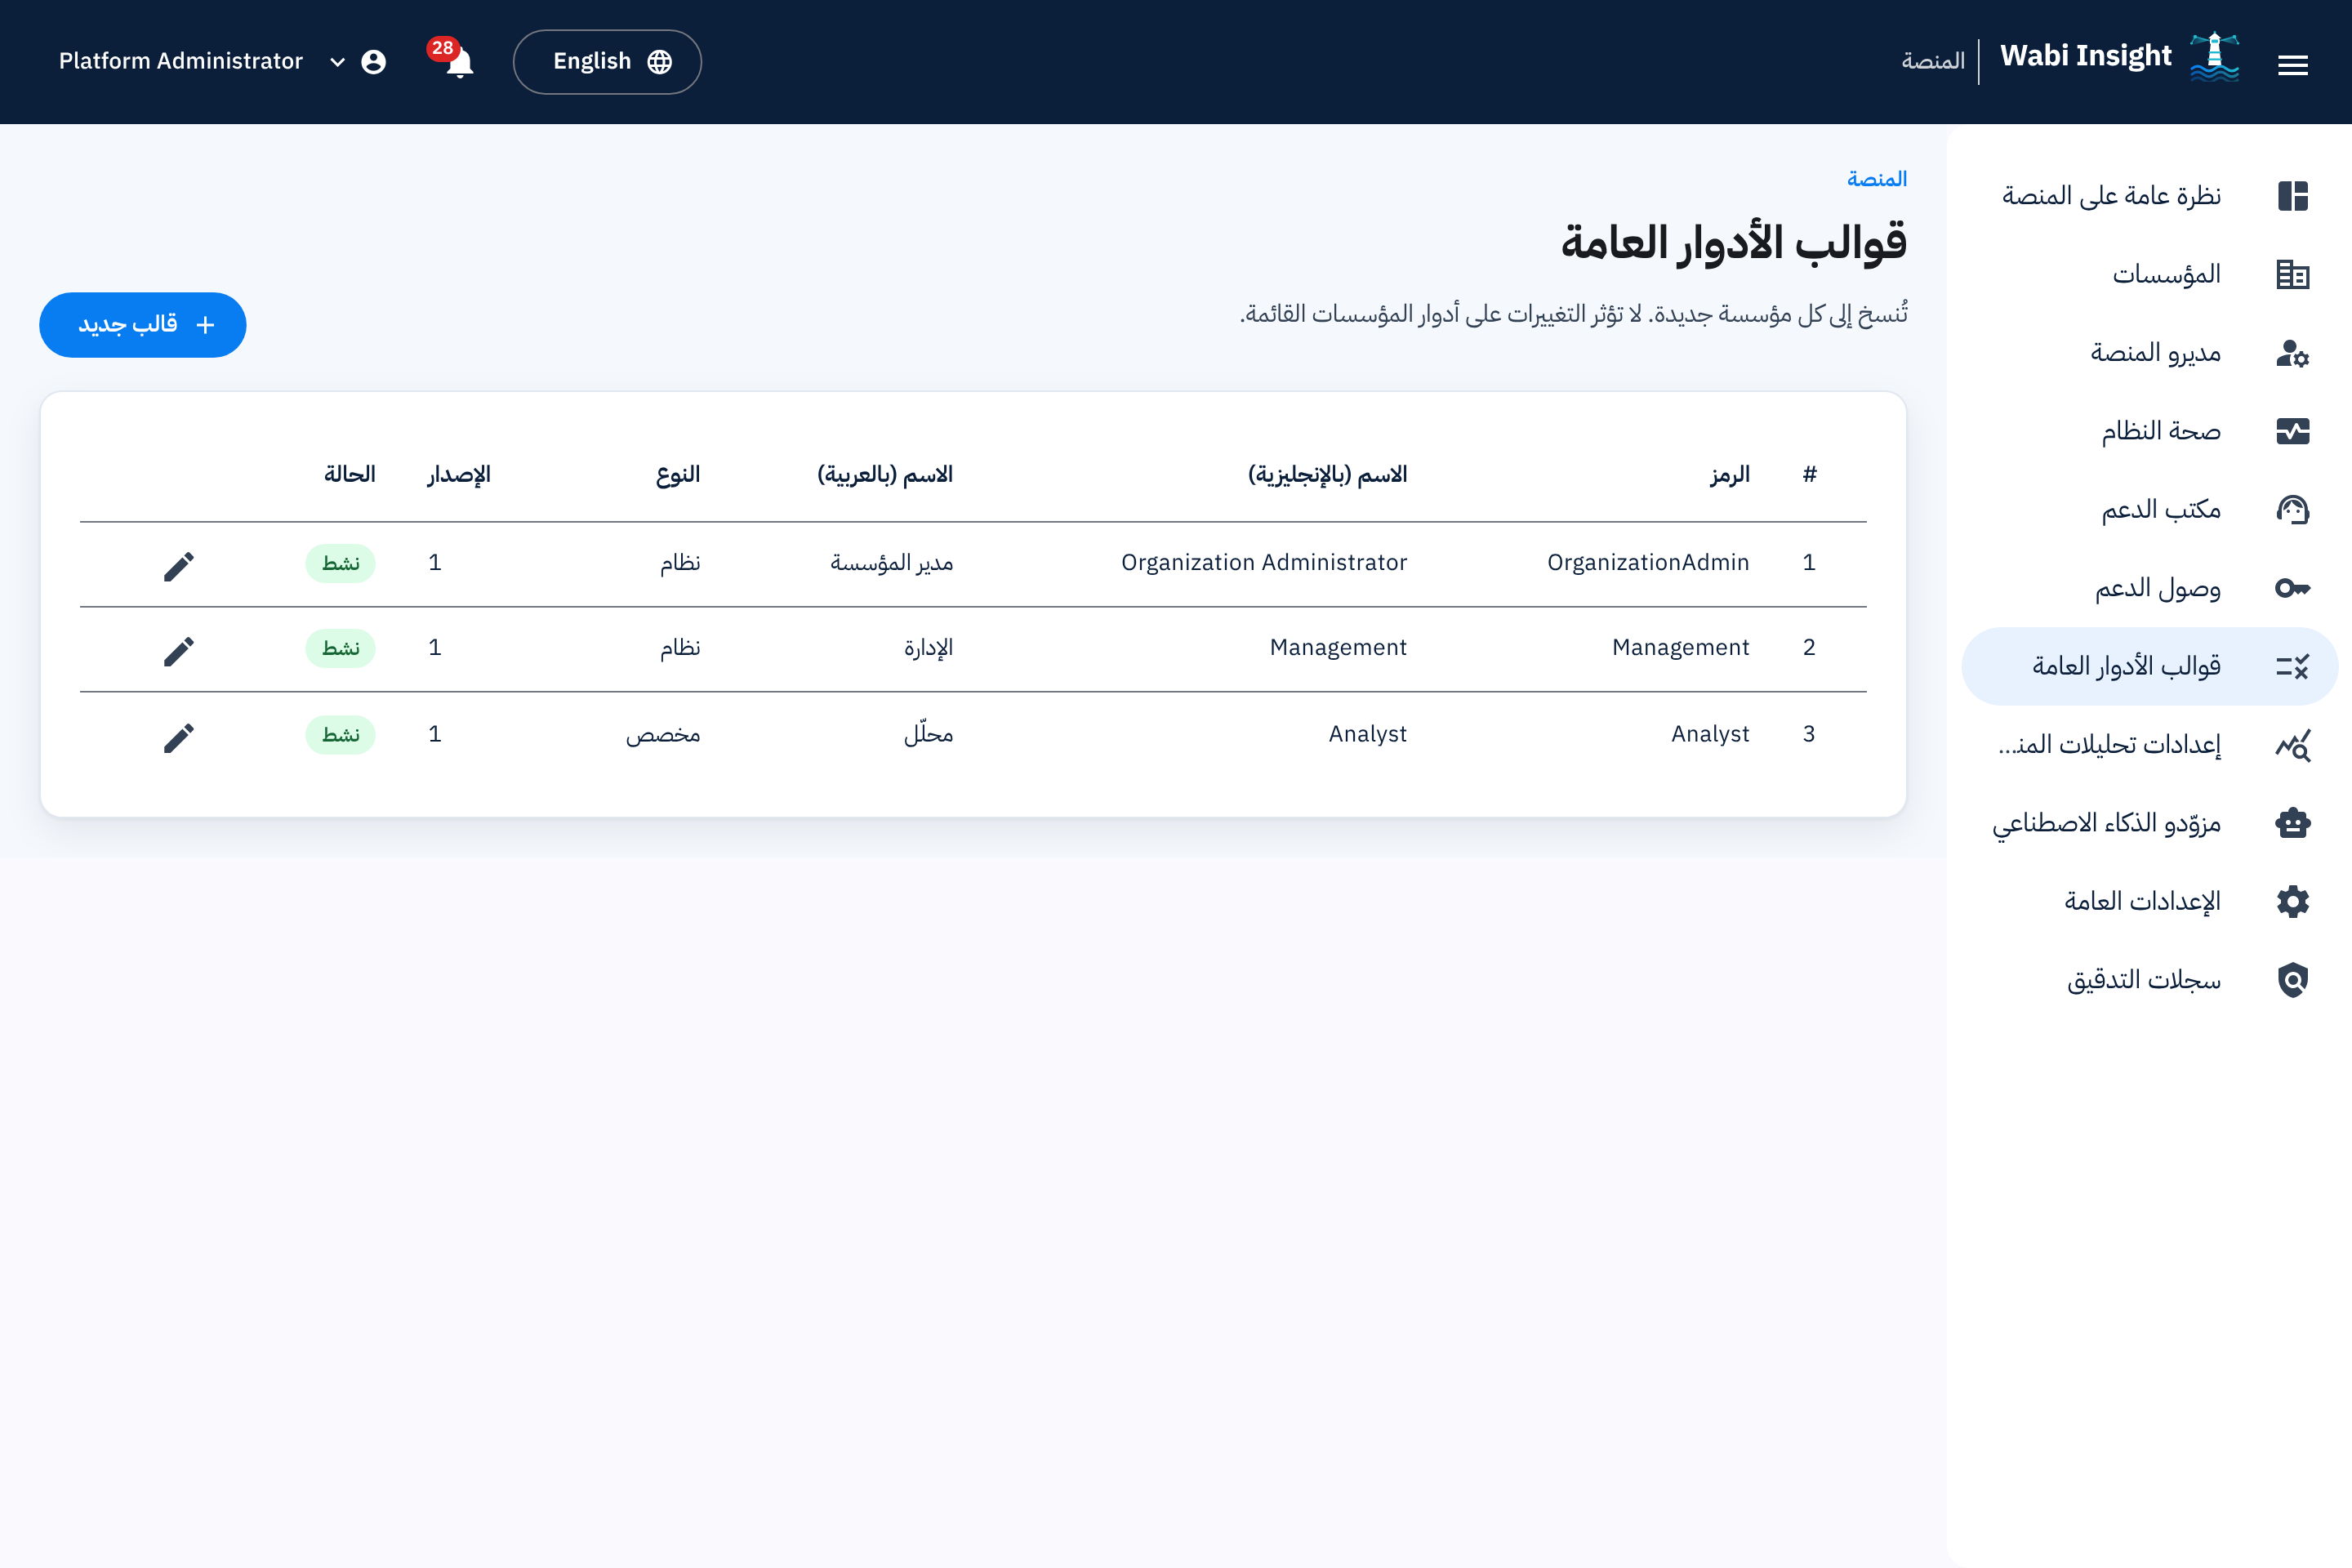 Wabi Insight
المنصة
English
28
Platform Administrator
نظرة عامة على المنصة
المؤسسات
مديرو المنصة
صحة النظام
مكتب الدعم
وصول الدعم
قوالب الأدوار العامة
إعدادات تحليلات المنـ...
مزوّدو الذكاء الاصطناعي
الإعدادات العامة
سجلات التدقيق
المنصة
قوالب الأدوار العامة
تُنسخ إلى كل مؤسسة جديدة. لا تؤثر التغييرات على أدوار المؤسسات القائمة.
+ قالب جديد
# الرمز الاسم (بالإنجليزية) الاسم (بالعربية) النوع الإصدار الحالة
1 OrganizationAdmin Organization Administrator مدير المؤسسة نظام 1 نشط
2 Management Management الإدارة نظام 1 نشط
3 Analyst Analyst محلّل مخصص 1 نشط